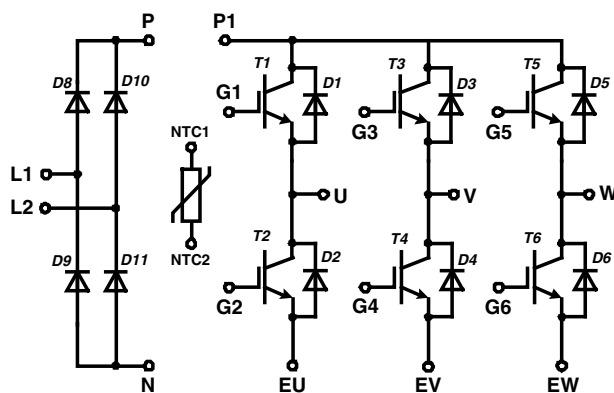 P P1
T1 T3 T5
D8 D10 D1 D3 D5
G1 G3 G5
NTC1
L1
L2 U V W
T2 T4 T6
D9 D11 NTC2 D2 D4 D6
G2 G4 G6
N EU EV EW